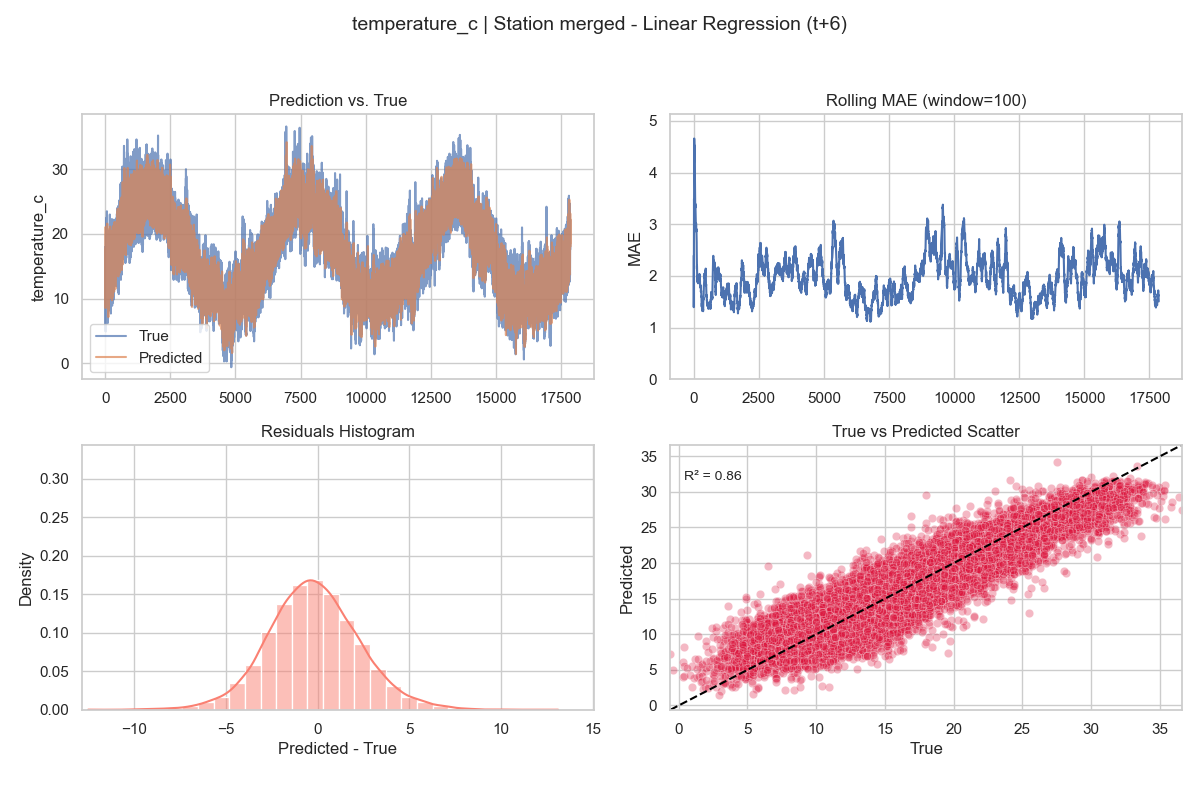 temperature_c | Station merged - Linear Regression (t+6)
Prediction vs. True
temperature_c
30
20
10
0
True
Predicted
0 2500 5000 7500 10000 12500 15000 17500
Rolling MAE (window=100)
MAE
5
4
3
2
1
0
0 2500 5000 7500 10000 12500 15000 17500
Residuals Histogram
Density
0.30
0.25
0.20
0.15
0.10
0.05
0.00
−10 −5 0 5 10 15
Predicted - True
True vs Predicted Scatter
R² = 0.86
Predicted
35
30
25
20
15
10
5
0
0 5 10 15 20 25 30 35
True